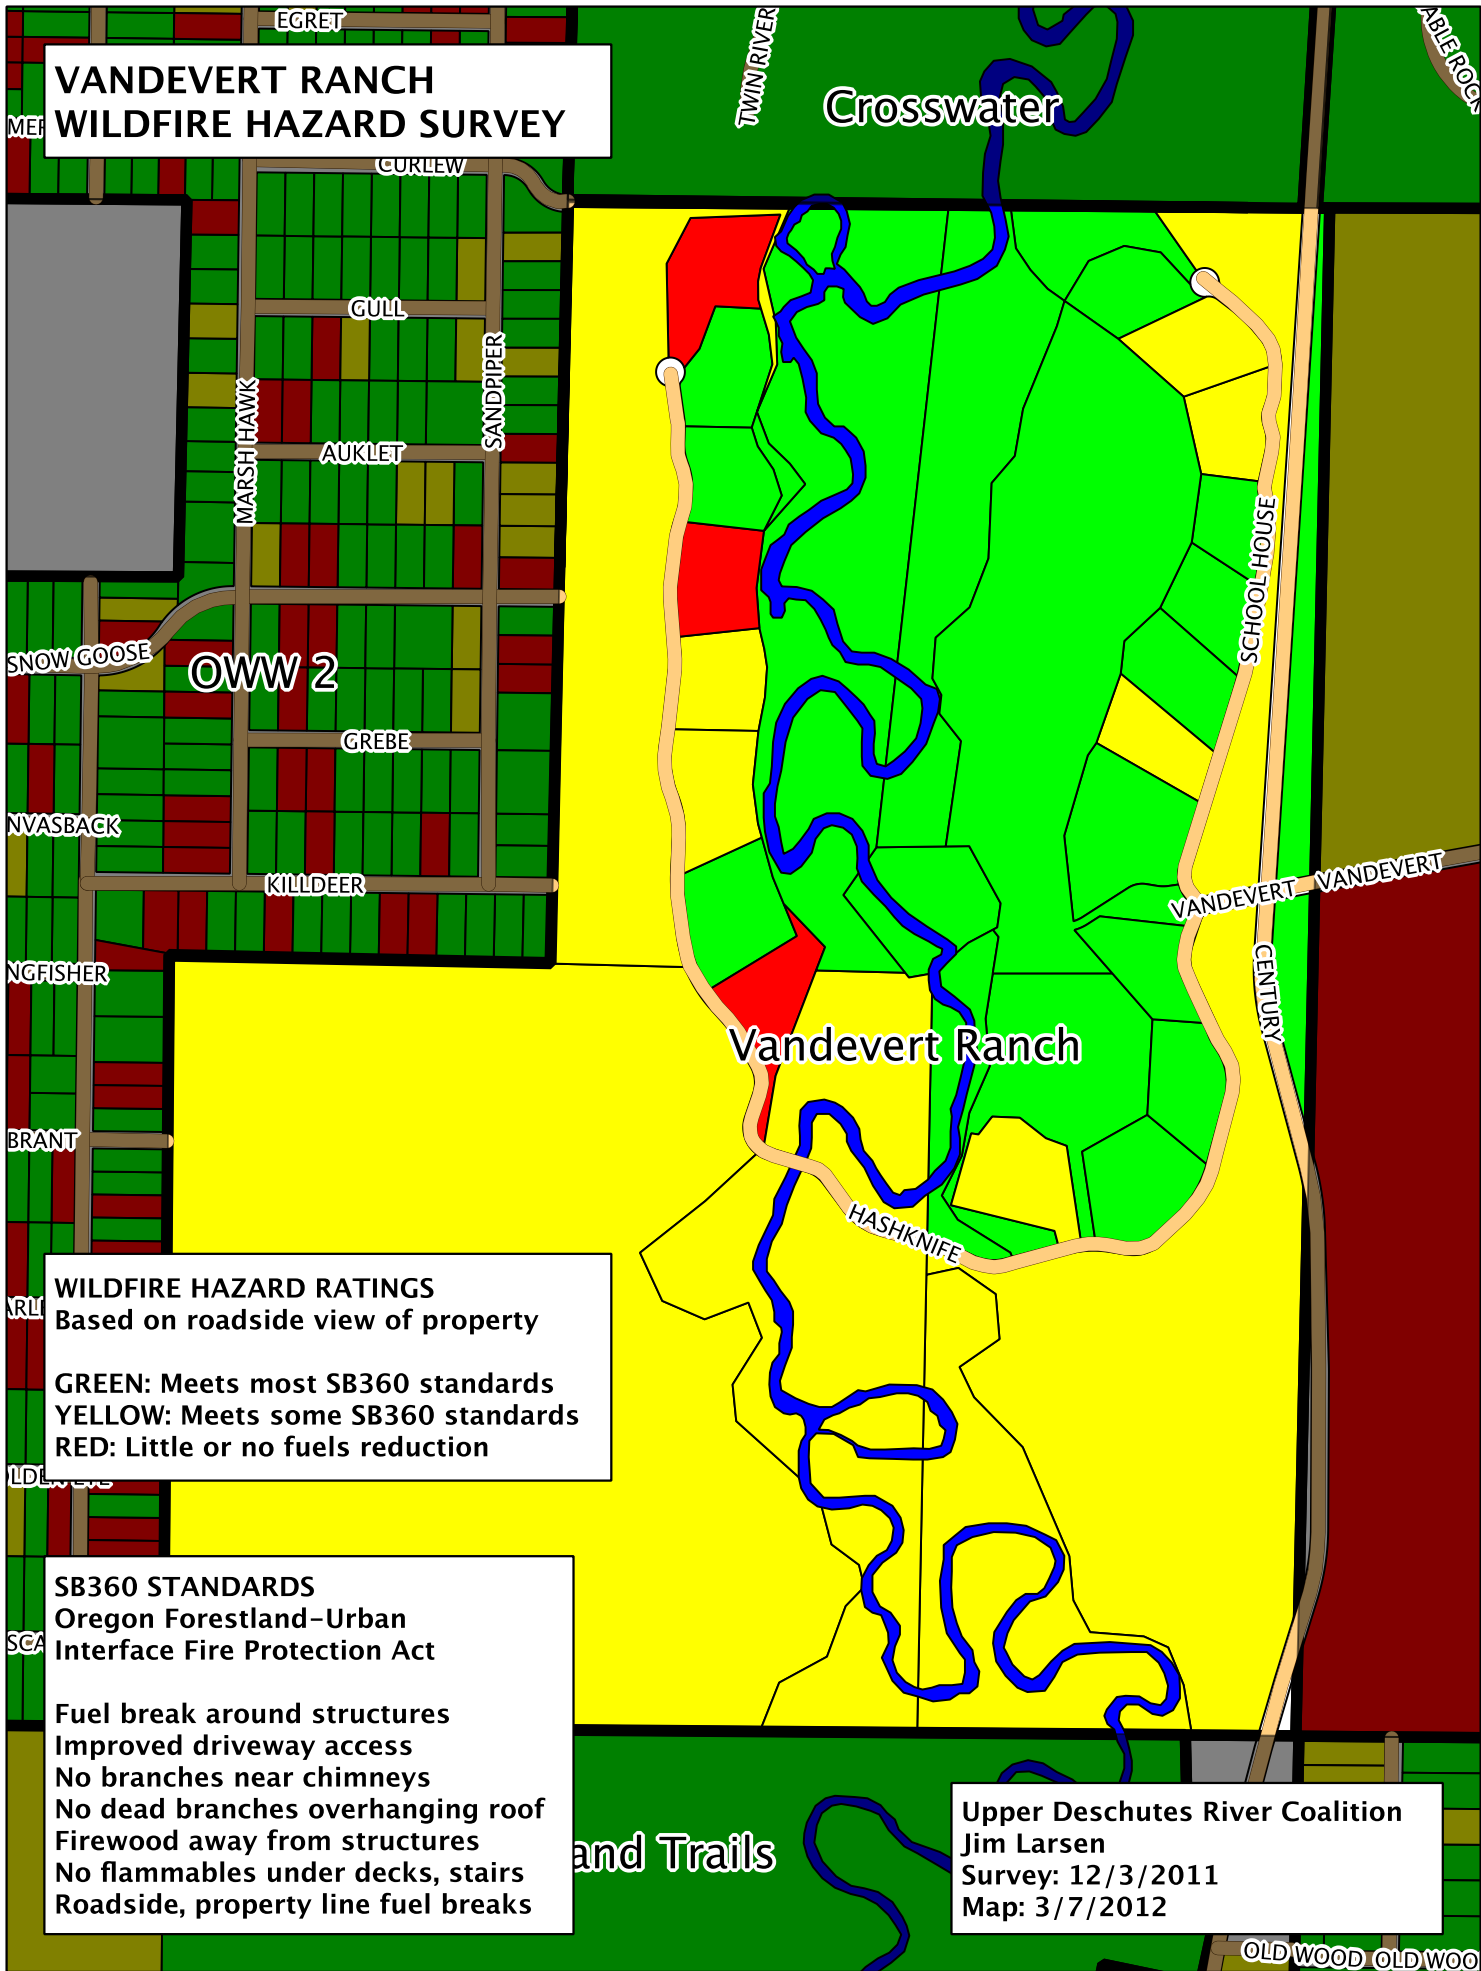 EGRET
TWIN RIVER
VANDEVERT RANCH
WILDFIRE HAZARD SURVEY
Crosswater
CURLEW
GULL
SANDPIPER
MARSH HAWK
AUKLET
SCHOOL HOUSE
SNOW GOOSE
OWW 2
GREBE
NVASBACK
KILLDEER
VANDEVERT
VANDEVERT
NGFISHER
CENTURY
Vandevert Ranch
BRANT
HASHKNIFE
WILDFIRE HAZARD RATINGS
Based on roadside view of property
GREEN: Meets most SB360 standards
YELLOW: Meets some SB360 standards
RED: Little or no fuels reduction
SB360 STANDARDS
Oregon Forestland-Urban
Interface Fire Protection Act
Fuel break around structures
Improved driveway access
No branches near chimneys
No dead branches overhanging roof
Firewood away from structures
No flammables under decks, stairs
Roadside, property line fuel breaks
and Trails
Upper Deschutes River Coalition
Jim Larsen
Survey: 12/3/2011
Map: 3/7/2012
OLD WOOD
OLD WOO